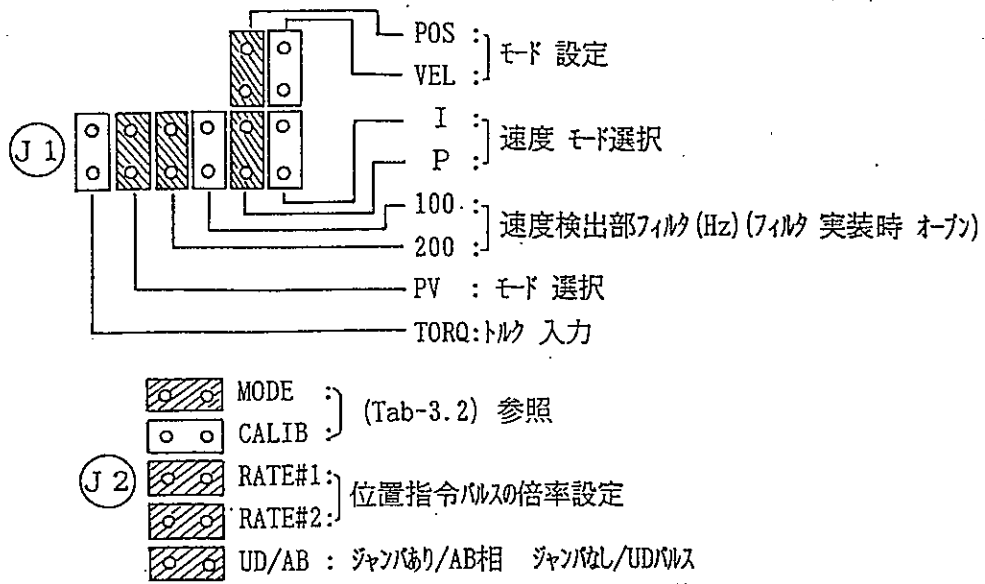 POS : モード 設定
VEL :
J1
I : 速度 モード選択
P :
100 : 速度検出部フィルタ(Hz)(フィルタ 実装時 オープン)
200 :
PV : モード 選択
TORQ:トルク 入力
MODE : (Tab-3.2) 参照
CALIB :
J2
RATE#1: 位置指令パルスの倍率設定
RATE#2:
UD/AB : ジャンパあり/AB相 ジャンパなし/UDパルス